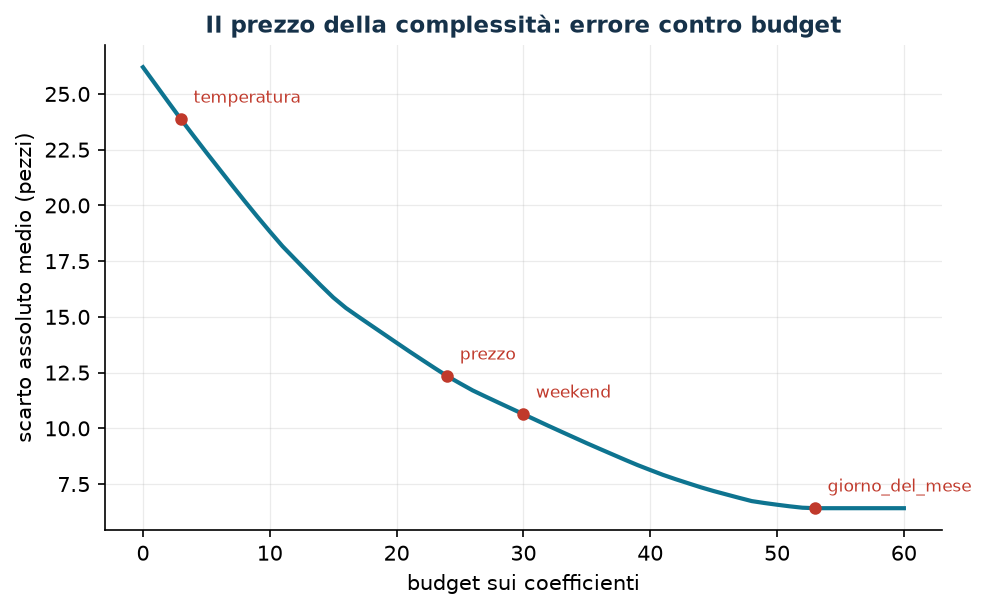 Il prezzo della complessità: errore contro budget
scarto assoluto medio (pezzi)
25.0
22.5
20.0
17.5
15.0
12.5
10.0
7.5
temperatura
prezzo
weekend
giorno_del_mese
0
10
20
30
40
50
60
budget sui coefficienti